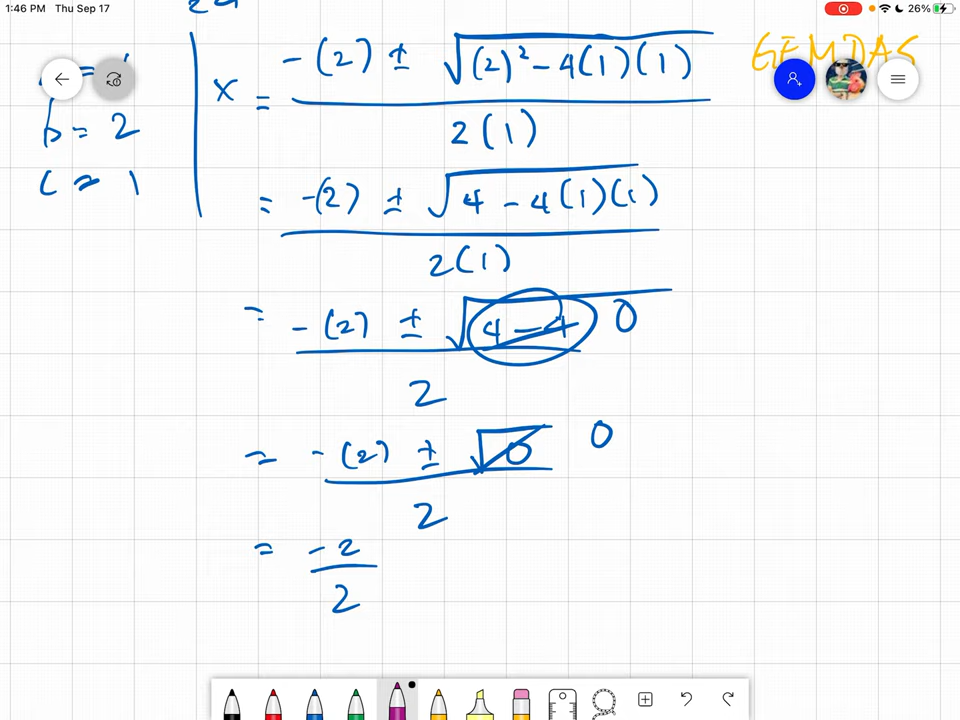 1:46 PM Thu Sep 17 26%
GEMDAS
b = 2
c = 1
x = -(2) ± √(2)² - 4(1)(1)
2(1)
= -(2) ± √4 - 4(1)(1)
2(1)
= -(2) ± √4 - 4 0
2
= -(2) ± √0 0
2
= -2
2